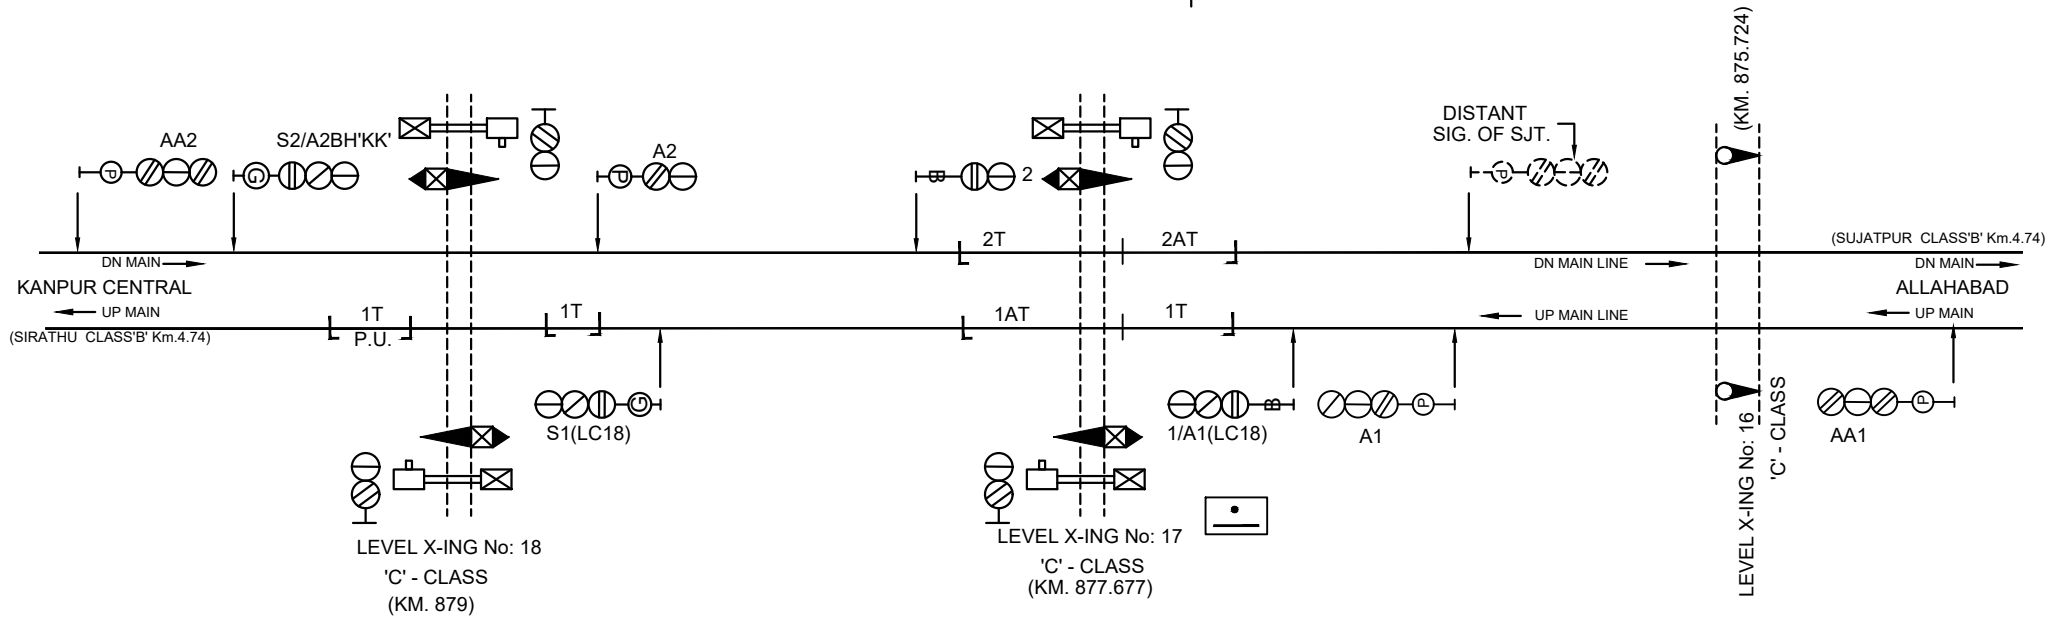 (KM. 875.724)
DISTANT
SIG. OF SJT.
P
AA2
P
S2/A2BH'KK'
G
A2
P
B
2
2T
2AT
(SUJATPUR CLASS'B' Km.4.74)
DN MAIN
DN MAIN LINE
DN MAIN
KANPUR CENTRAL
ALLAHABAD
UP MAIN
1T
1T
1AT
1T
UP MAIN LINE
UP MAIN
(SIRATHU CLASS'B' Km.4.74)
P.U.
G
S1(LC18)
B
1/A1(LC18)
P
A1
P
AA1
LEVEL X-ING No: 16
'C' - CLASS
LEVEL X-ING No: 18
'C' - CLASS
(KM. 879)
LEVEL X-ING No: 17
'C' - CLASS
(KM. 877.677)